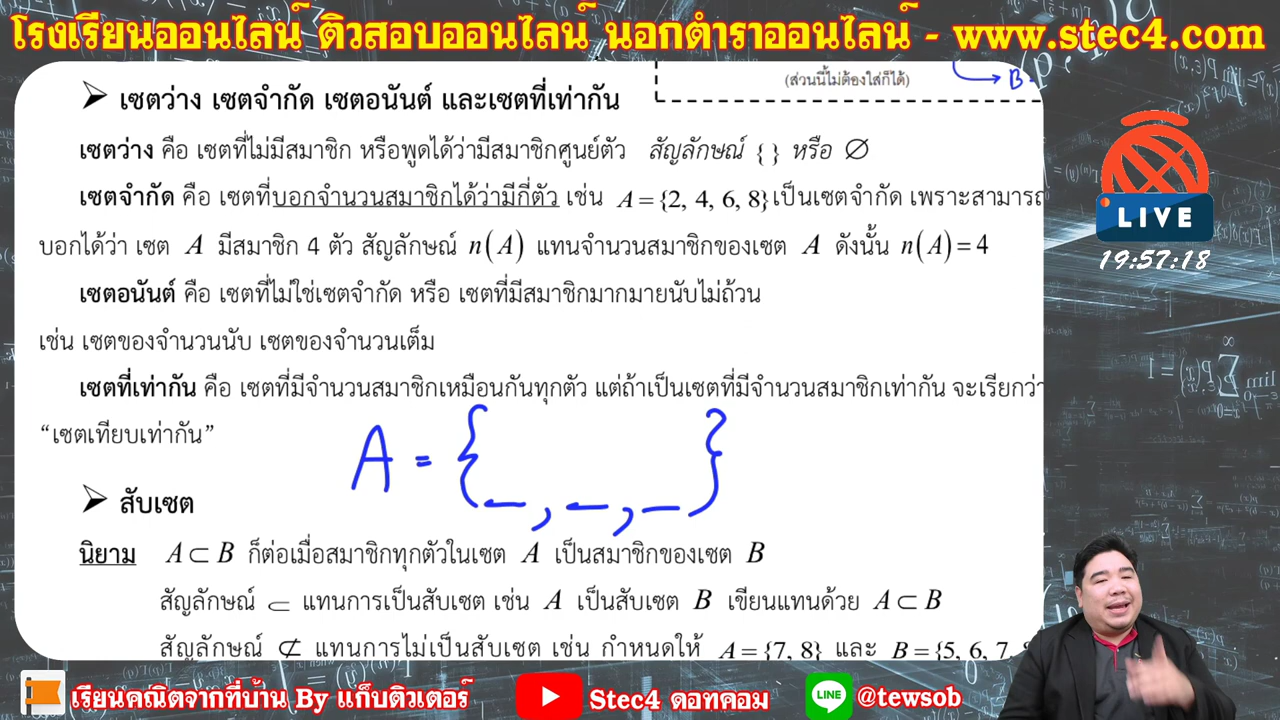 โรงเรียนออนไลน์ ติวสอบออนไลน์ นอกตำราออนไลน์ - www.stec4.com
(ส่วนนี้ไม่ต้องใส่ก็ได้) B
➤ เซตว่าง เซตจำกัด เซตอนันต์ และเซตที่เท่ากัน
เซตว่าง คือ เซตที่ไม่มีสมาชิก หรือพูดได้ว่ามีสมาชิกศูนย์ตัว สัญลักษณ์ { } หรือ ∅
เซตจำกัด คือ เซตที่บอกจำนวนสมาชิกได้ว่ามีกี่ตัว เช่น A = {2, 4, 6, 8} เป็นเซตจำกัด เพราะสามารถ
บอกได้ว่า เซต A มีสมาชิก 4 ตัว สัญลักษณ์ n(A) แทนจำนวนสมาชิกของเซต A ดังนั้น n(A) = 4
เซตอนันต์ คือ เซตที่ไม่ใช่เซตจำกัด หรือ เซตที่มีสมาชิกมากมายนับไม่ถ้วน
เช่น เซตของจำนวนนับ เซตของจำนวนเต็ม
เซตที่เท่ากัน คือ เซตที่มีจำนวนสมาชิกเหมือนกันทุกตัว แต่ถ้าเป็นเซตที่มีจำนวนสมาชิกเท่ากัน จะเรียกว่า
“เซตเทียบเท่ากัน”
A = { _ , _ , _ }
➤ สับเซต
นิยาม A ⊂ B ก็ต่อเมื่อสมาชิกทุกตัวในเซต A เป็นสมาชิกของเซต B
สัญลักษณ์ ⊂ แทนการเป็นสับเซต เช่น A เป็นสับเซต B เขียนแทนด้วย A ⊂ B
สัญลักษณ์ ⊄ แทนการไม่เป็นสับเซต เช่น กำหนดให้ A = {7, 8} และ B = {5, 6, 7,
LIVE
19:57:18
เรียนคณิตจากที่บ้าน By แก๊บติวเตอร์
Stec4 ดอทคอม
LINE
@tewsob